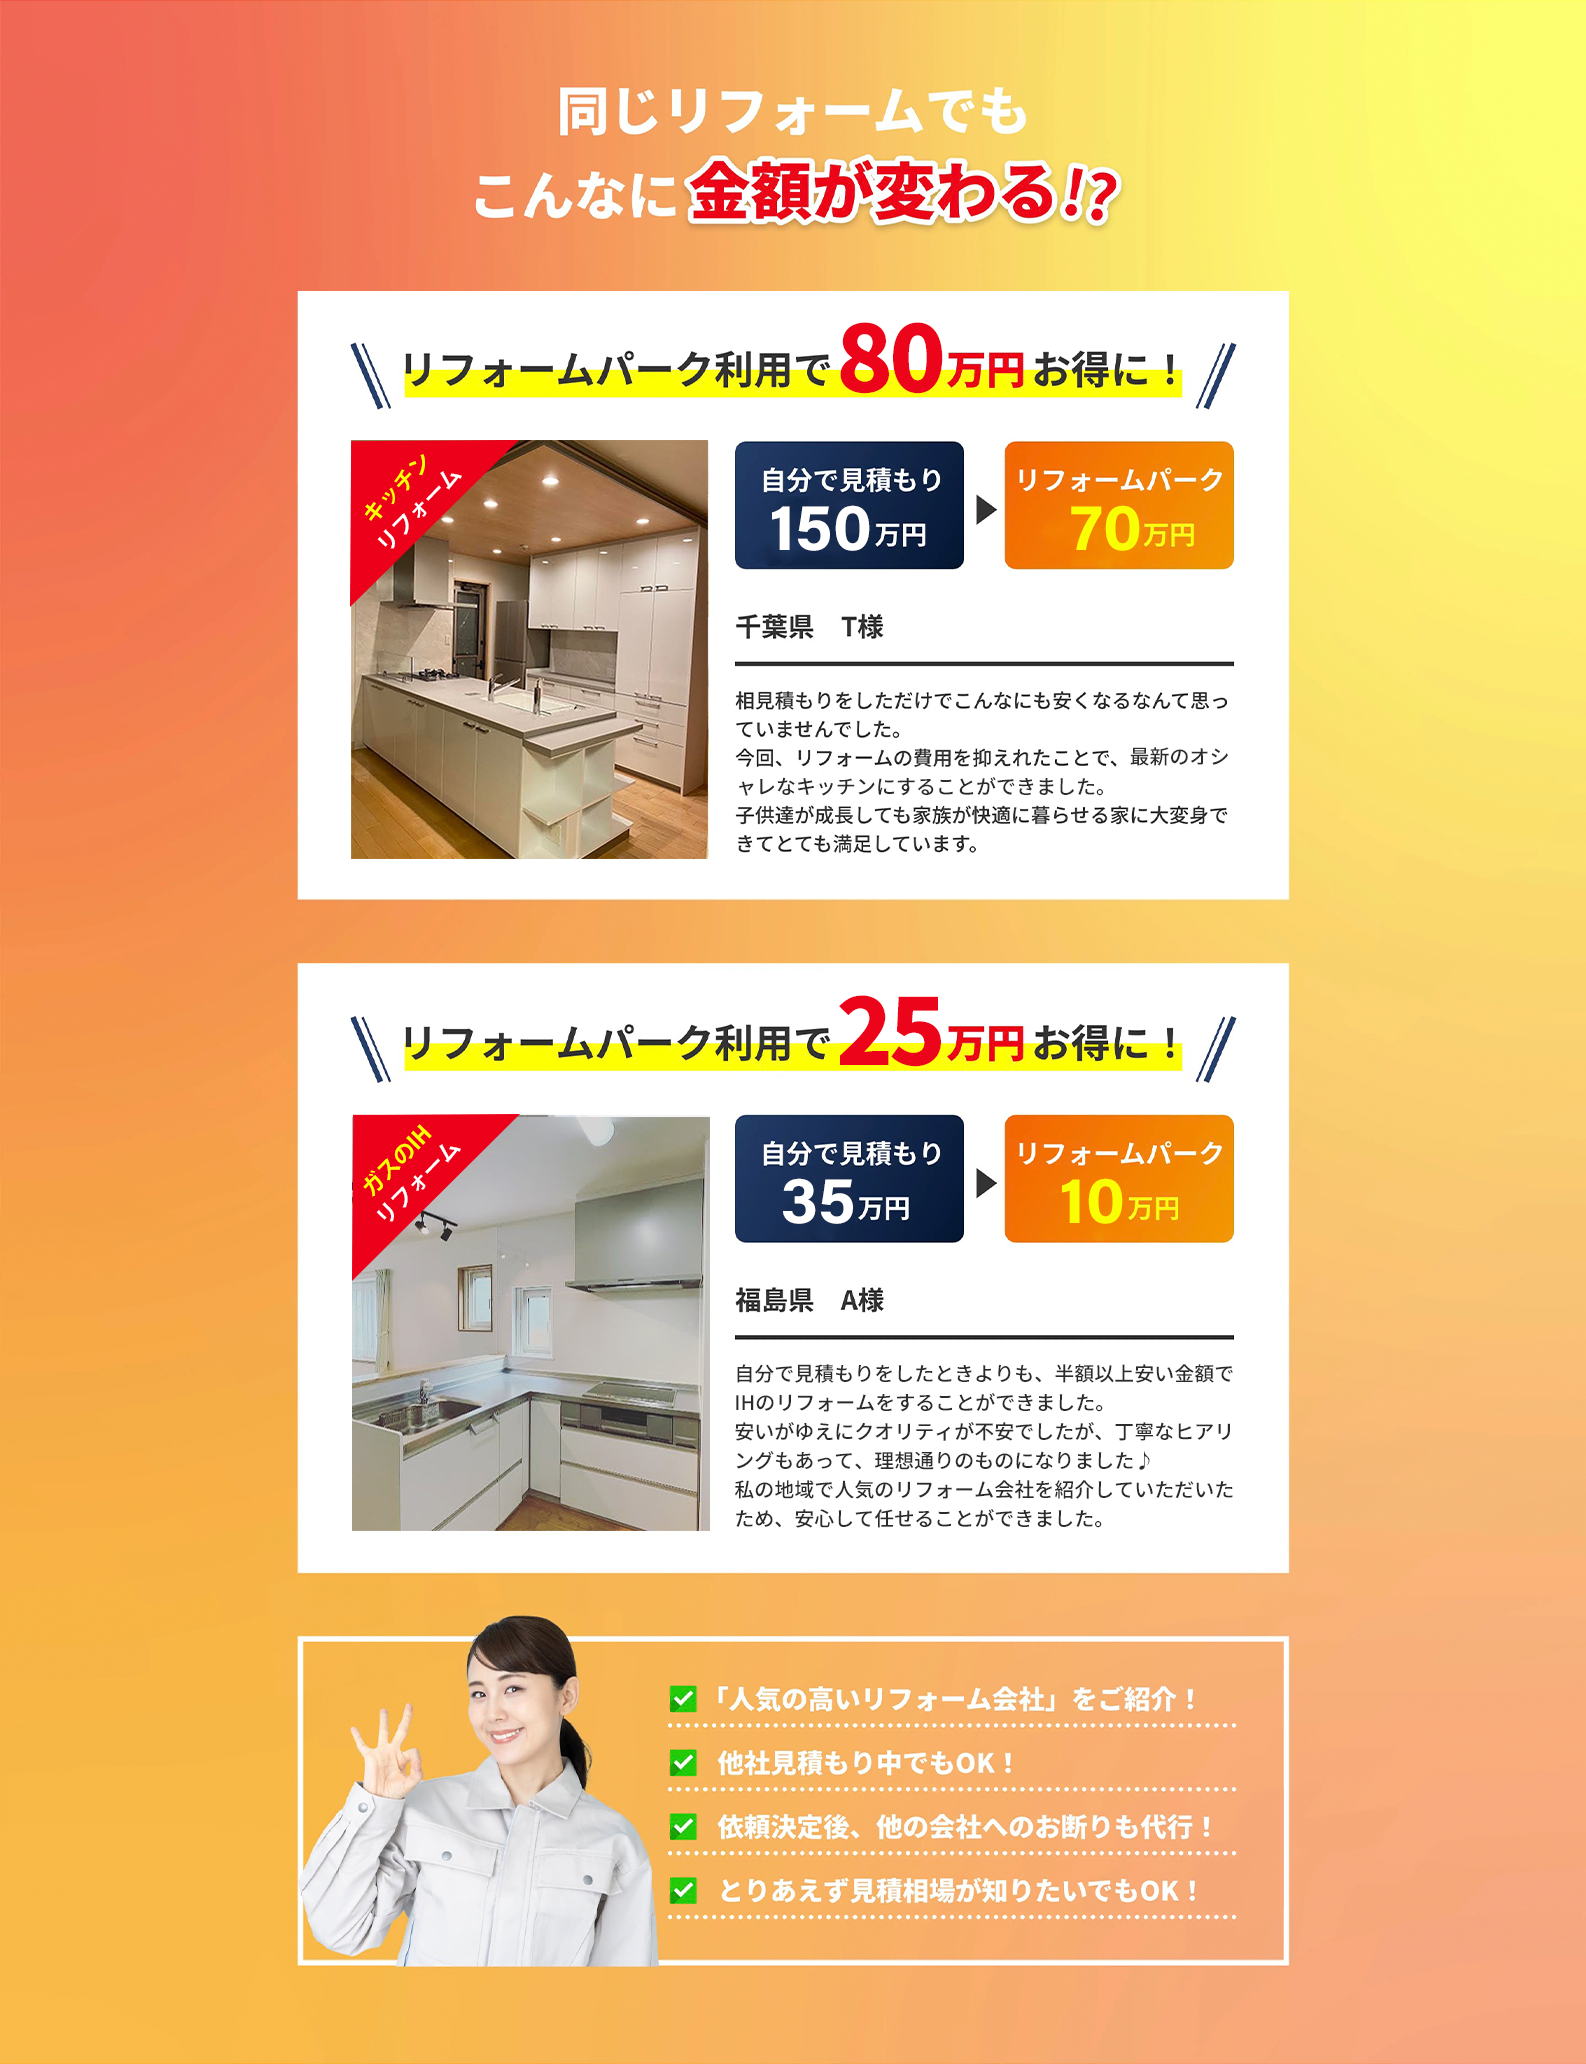 同じリフォームでも
こんなに金額が変わる!?
リフォームパーク利用で80万円お得に！
キッチン
リフォーム
自分で見積もり
150万円
リフォームパーク
70万円
千葉県　T様
相見積もりをしただけでこんなにも安くなるなんて思っ
ていませんでした。
今回、リフォームの費用を抑えれたことで、最新のオシ
ャレなキッチンにすることができました。
子供達が成長しても家族が快適に暮らせる家に大変身で
きてとても満足しています。
リフォームパーク利用で25万円お得に！
ガスのIH
リフォーム
自分で見積もり
35万円
リフォームパーク
10万円
福島県　A様
自分で見積もりをしたときよりも、半額以上安い金額で
IHのリフォームをすることができました。
安いがゆえにクオリティが不安でしたが、丁寧なヒアリ
ングもあって、理想通りのものになりました♪
私の地域で人気のリフォーム会社を紹介していただいた
ため、安心して任せることができました。
「人気の高いリフォーム会社」をご紹介！
他社見積もり中でもOK！
依頼決定後、他の会社へのお断りも代行！
とりあえず見積相場が知りたいでもOK！